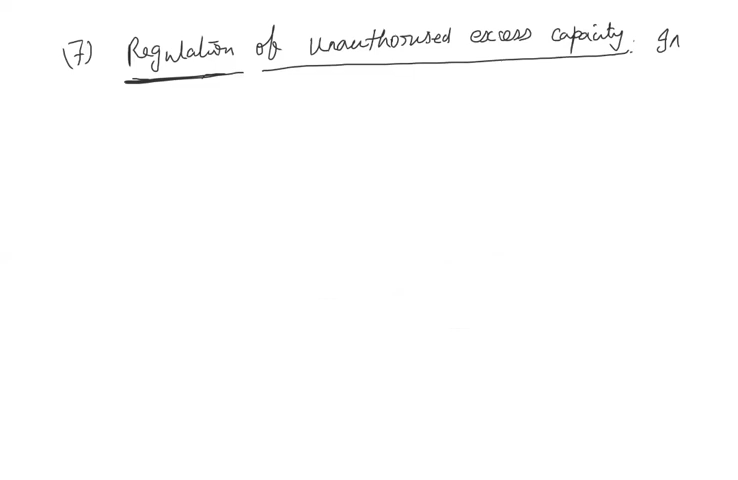 (7) Regulation of Unauthorised excess capacity. In